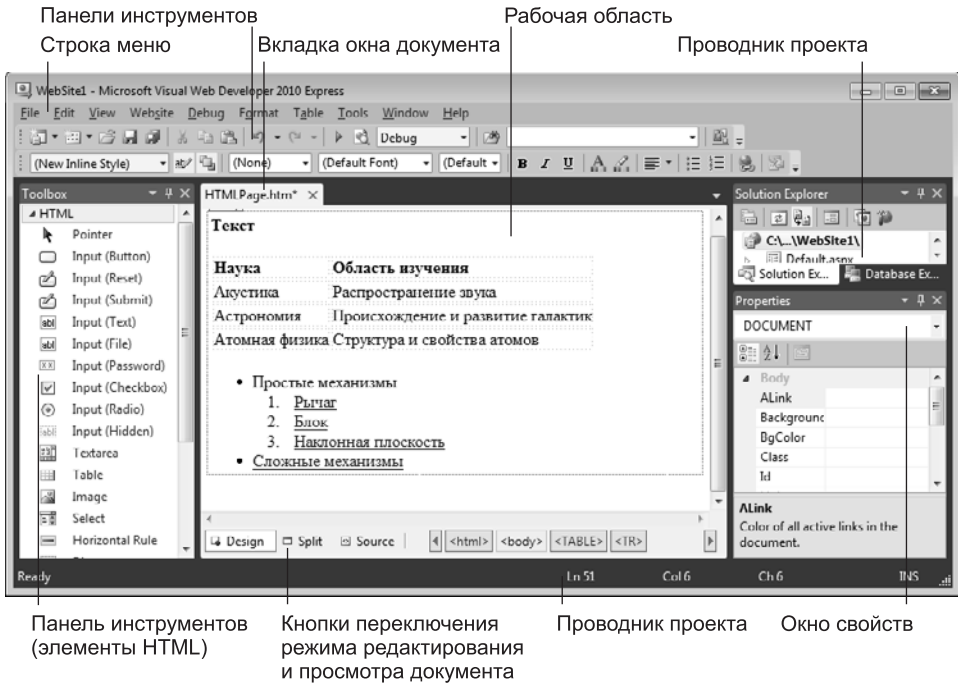 Панели инструментов
Рабочая область
Строка меню
Вкладка окна документа
Проводник проекта
WebSite1 - Microsoft Visual Web Developer 2010 Express
File Edit View Website Debug Format Table Tools Window Help
Debug
(New Inline Style) (None) (Default Font) (Default B I U
Toolbox
HTML
Pointer
Input (Button)
Input (Reset)
Input (Submit)
Input (Text)
Input (File)
Input (Password)
Input (Checkbox)
Input (Radio)
Input (Hidden)
Textarea
Table
Image
Select
Horizontal Rule
HTMLPage.htm*
Текст
Наука Область изучения
Акустика Распространение звука
Астрономия Происхождение и развитие галактик
Атомная физика Структура и свойства атомов
• Простые механизмы
1. Рычаг
2. Блок
3. Наклонная плоскость
• Сложные механизмы
Design Split Source <html> <body> <TABLE> <TR>
Solution Explorer
C:\...\WebSite1\
Default.aspx
Solution Ex... Database Ex...
Properties
DOCUMENT
Body
ALink
Background
BgColor
Class
Id
ALink
Color of all active links in the
document.
Ready Ln 51 Col 6 Ch 6 INS
Панель инструментов
(элементы HTML)
Кнопки переключения
режима редактирования
и просмотра документа
Проводник проекта
Окно свойств